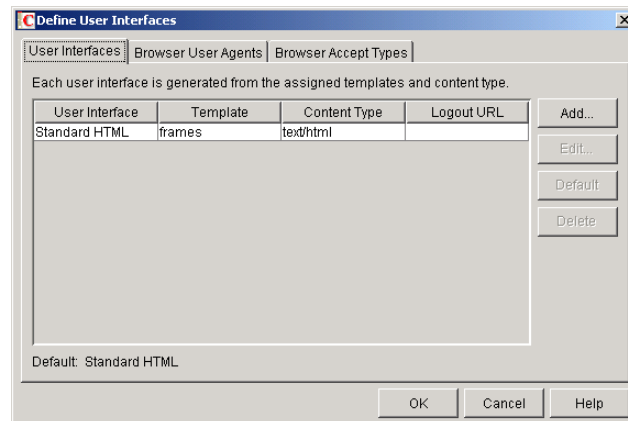 Define User Interfaces
User Interfaces Browser User Agents Browser Accept Types
Each user interface is generated from the assigned templates and content type.
User Interface Template Content Type Logout URL
Standard HTML frames text/html
Add...
Edit...
Default
Delete
Default: Standard HTML
OK Cancel Help